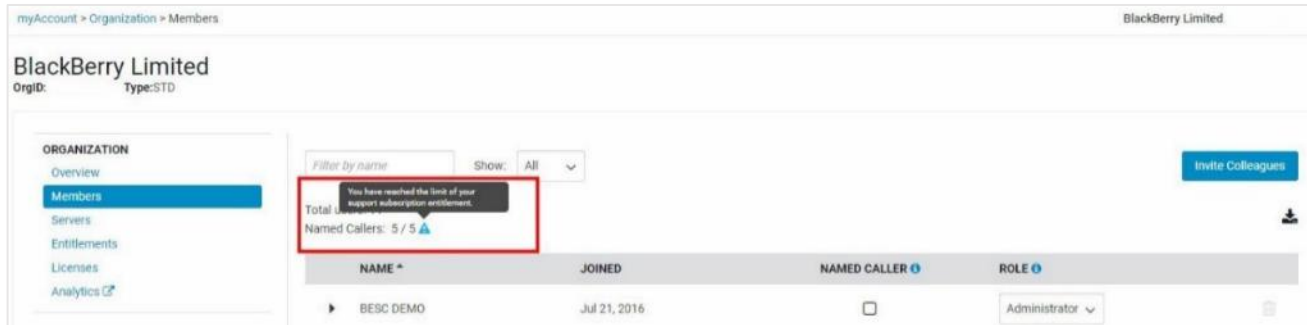 myAccount > Organization > Members
BlackBerry Limited
BlackBerry Limited
OrgID: Type:STD
ORGANIZATION
Overview
Members
Servers
Entitlements
Licenses
Analytics
Filter by name
Show: All
Invite Colleagues
You have reached the limit of your
support subscription entitlement.
Total
Named Callers: 5 / 5
NAME JOINED NAMED CALLER ROLE
BESC DEMO Jul 21, 2016 Administrator